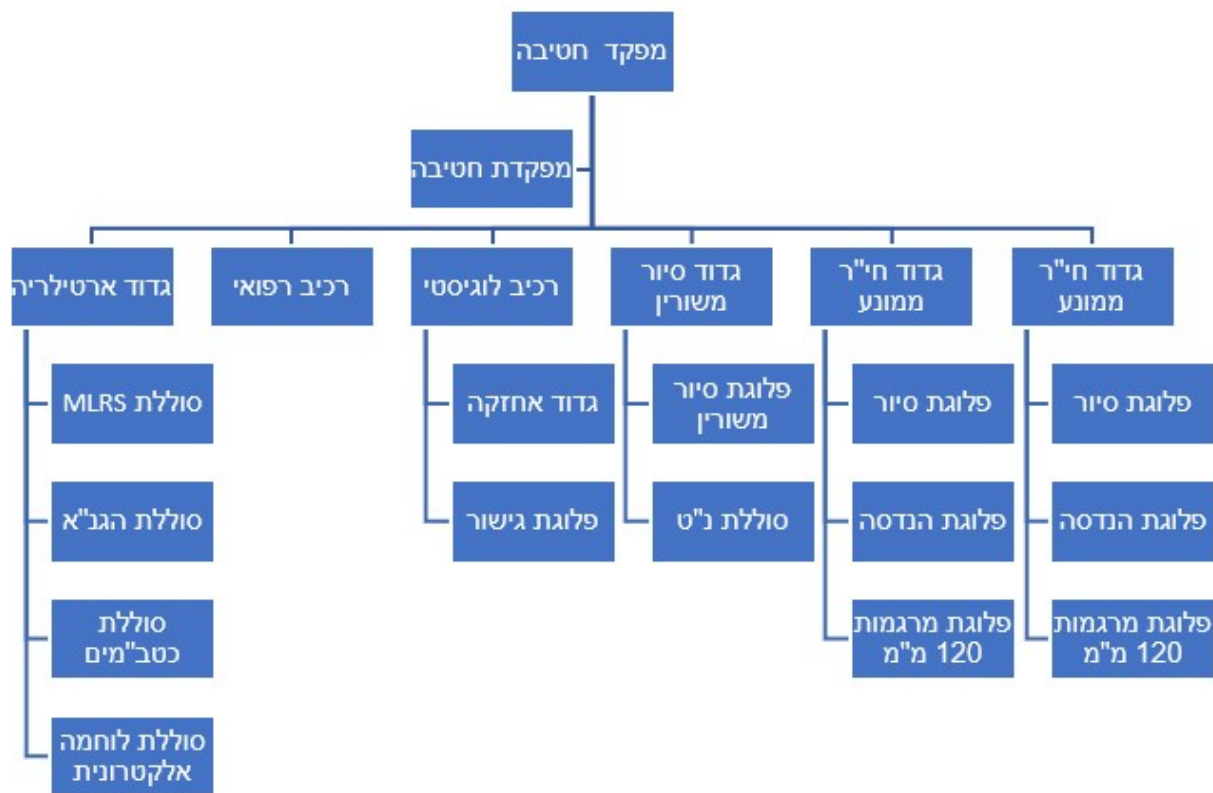 מפקד חטיבה
מפקדת חטיבה
גדוד חי"ר
ממונע
גדוד חי"ר
ממונע
גדוד סיור
משורין
רכיב לוגיסטי
רכיב רפואי
גדוד ארטילריה
פלוגת סיור
פלוגת סיור
פלוגת סיור
משורין
גדוד אחזקה
סוללת MLRS
פלוגת הנדסה
פלוגת הנדסה
סוללת נ"ט
פלוגת גישור
סוללת הגנ"א
פלוגת מרגמות
120 מ"מ
פלוגת מרגמות
120 מ"מ
סוללת
כטב"מים
סוללת לוחמה
אלקטרונית